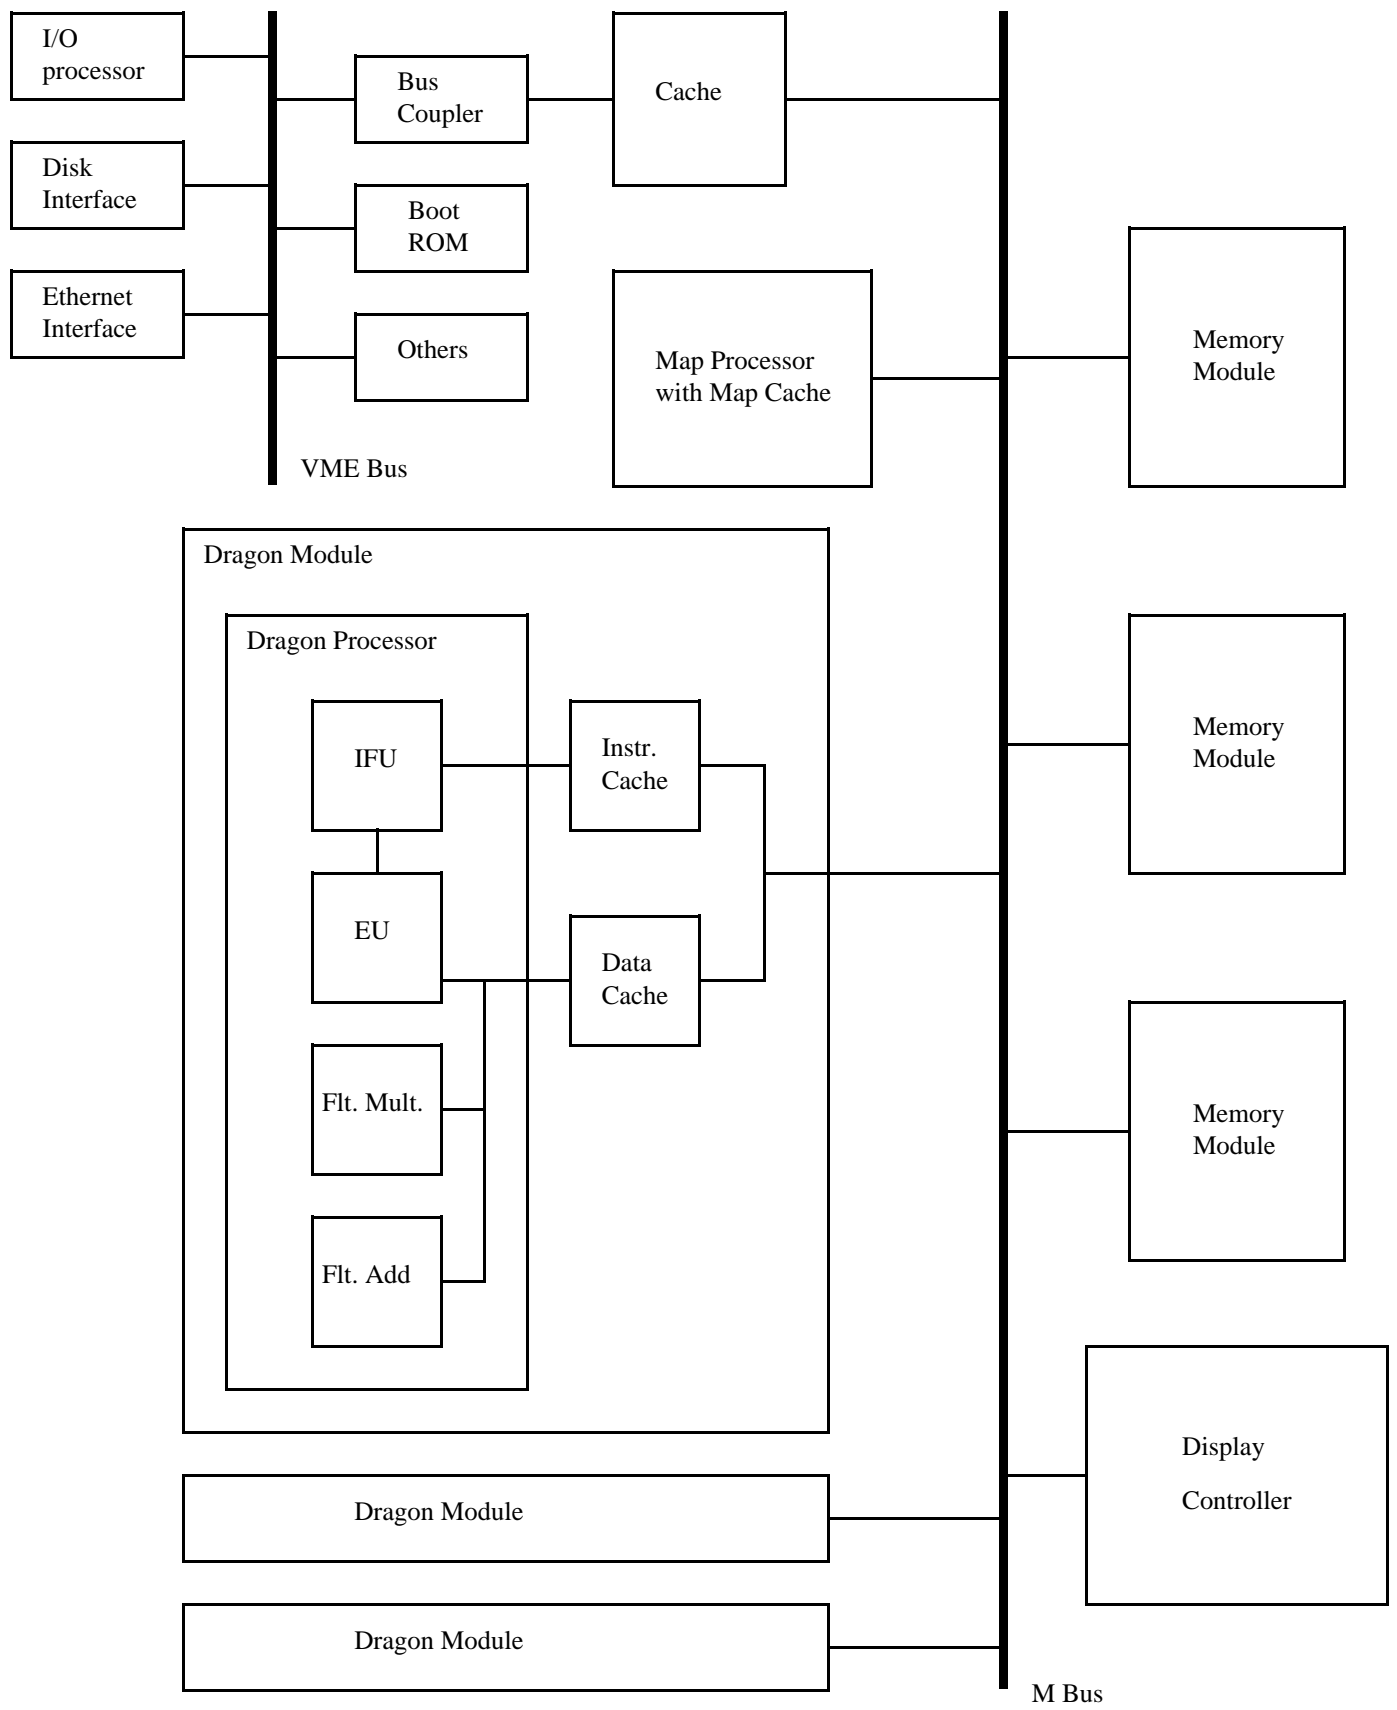 I/O
processor
Bus
Coupler
Cache
Disk
Interface
Boot
ROM
Ethernet
Interface
Others
Map Processor
with Map Cache
Memory
Module
VME Bus
Dragon Module
Dragon Processor
IFU
Instr.
Cache
Memory
Module
EU
Data
Cache
Flt. Mult.
Memory
Module
Flt. Add
Display
Controller
Dragon Module
Dragon Module
M Bus